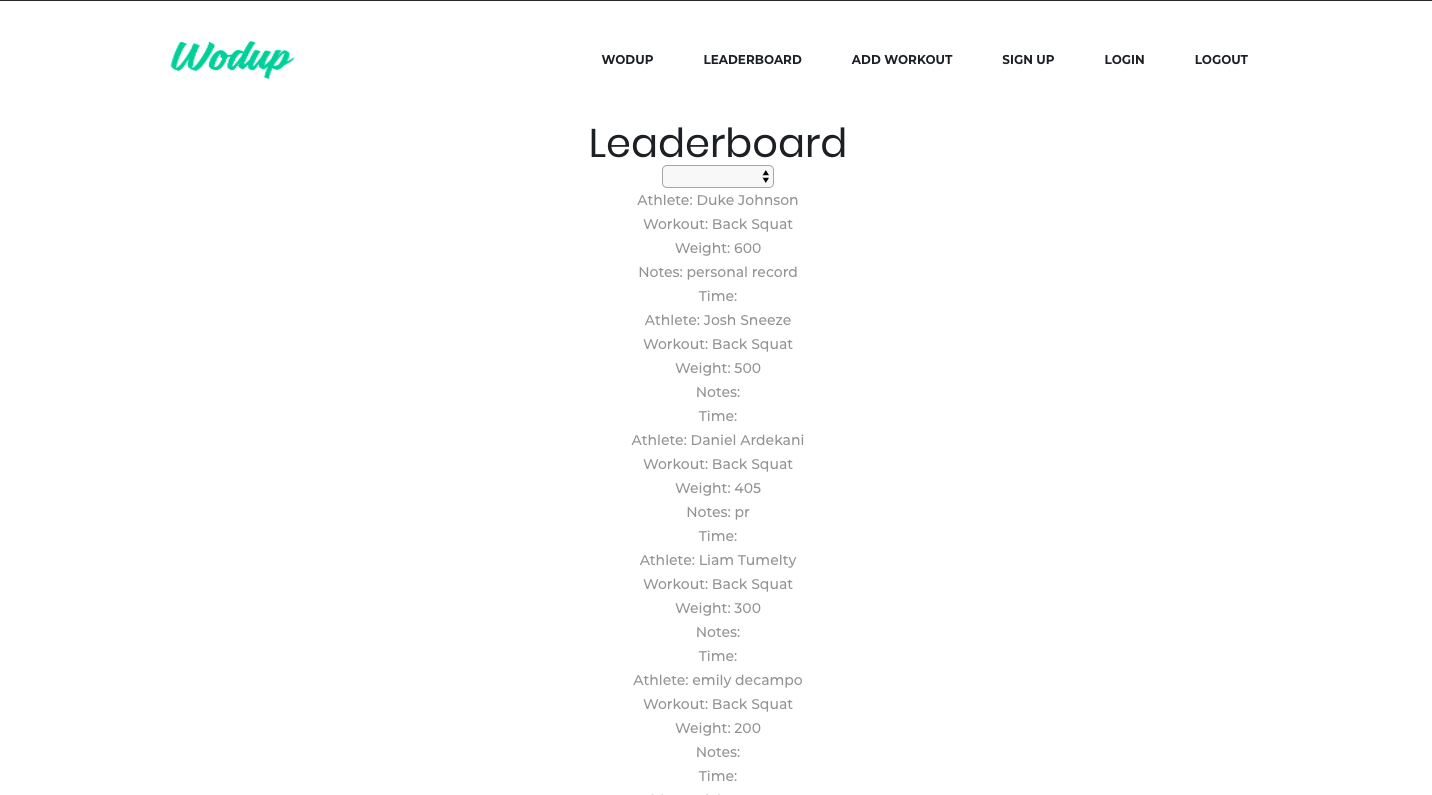 Wodup
WODUP LEADERBOARD ADD WORKOUT SIGN UP LOGIN LOGOUT
Leaderboard
Athlete: Duke Johnson
Workout: Back Squat
Weight: 600
Notes: personal record
Time:
Athlete: Josh Sneeze
Workout: Back Squat
Weight: 500
Notes:
Time:
Athlete: Daniel Ardekani
Workout: Back Squat
Weight: 405
Notes: pr
Time:
Athlete: Liam Tumelty
Workout: Back Squat
Weight: 300
Notes:
Time:
Athlete: emily decampo
Workout: Back Squat
Weight: 200
Notes:
Time: